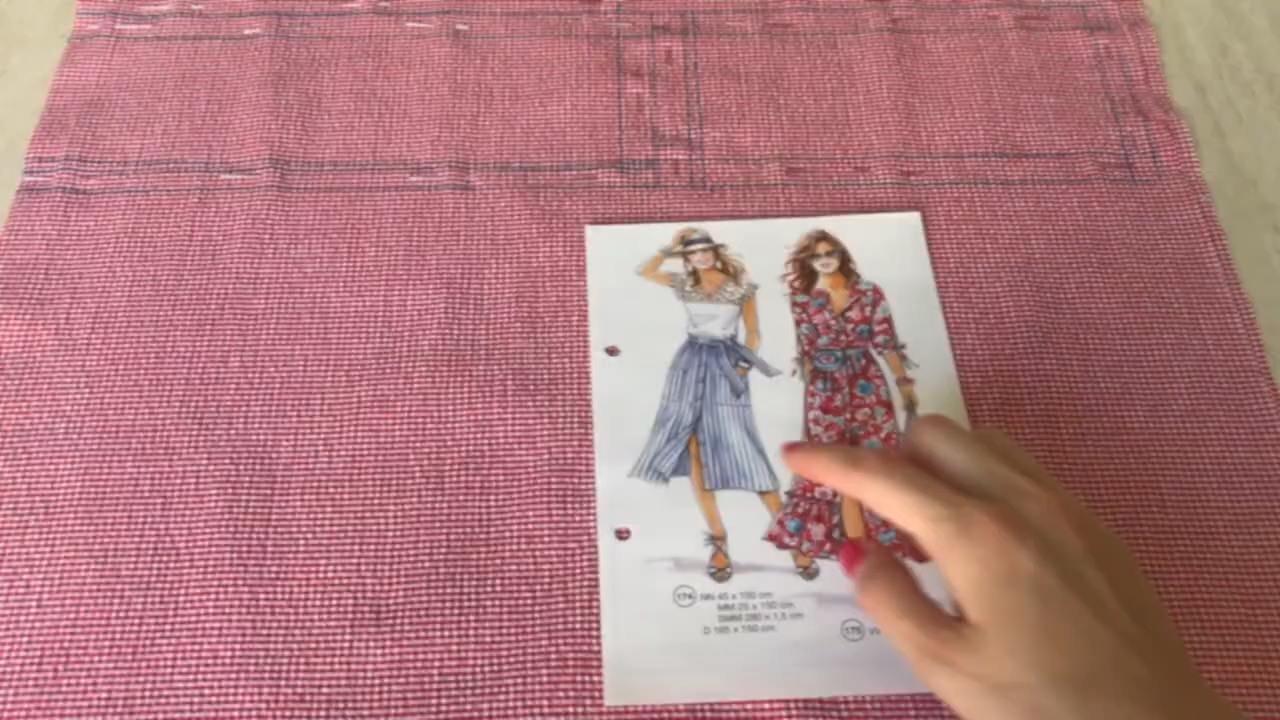 174 NN 45 x 150 cm
MM 25 x 150 cm
SMM 280 x 1,5 cm
D 165 x 150 cm
175